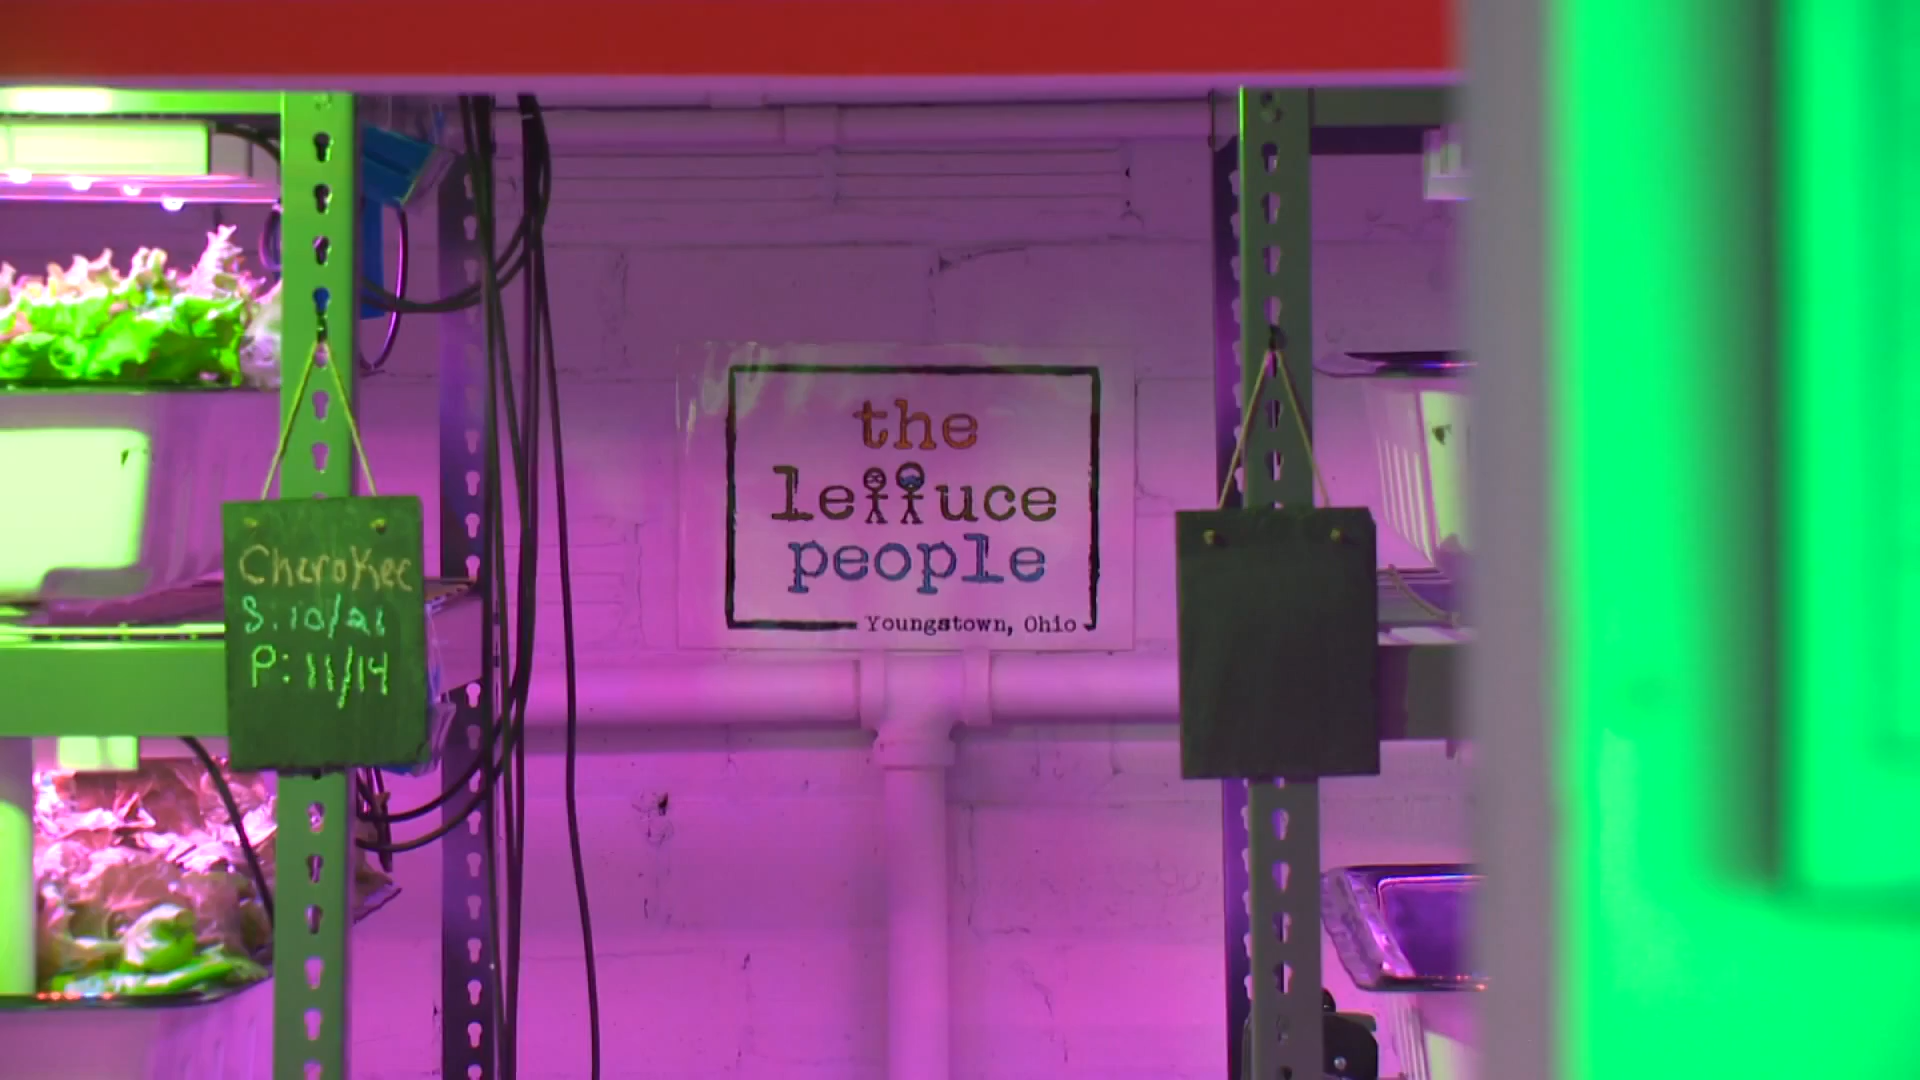 the
lettuce
people
Youngstown, Ohio
Cherokee
S: 10/21
P: 11/14